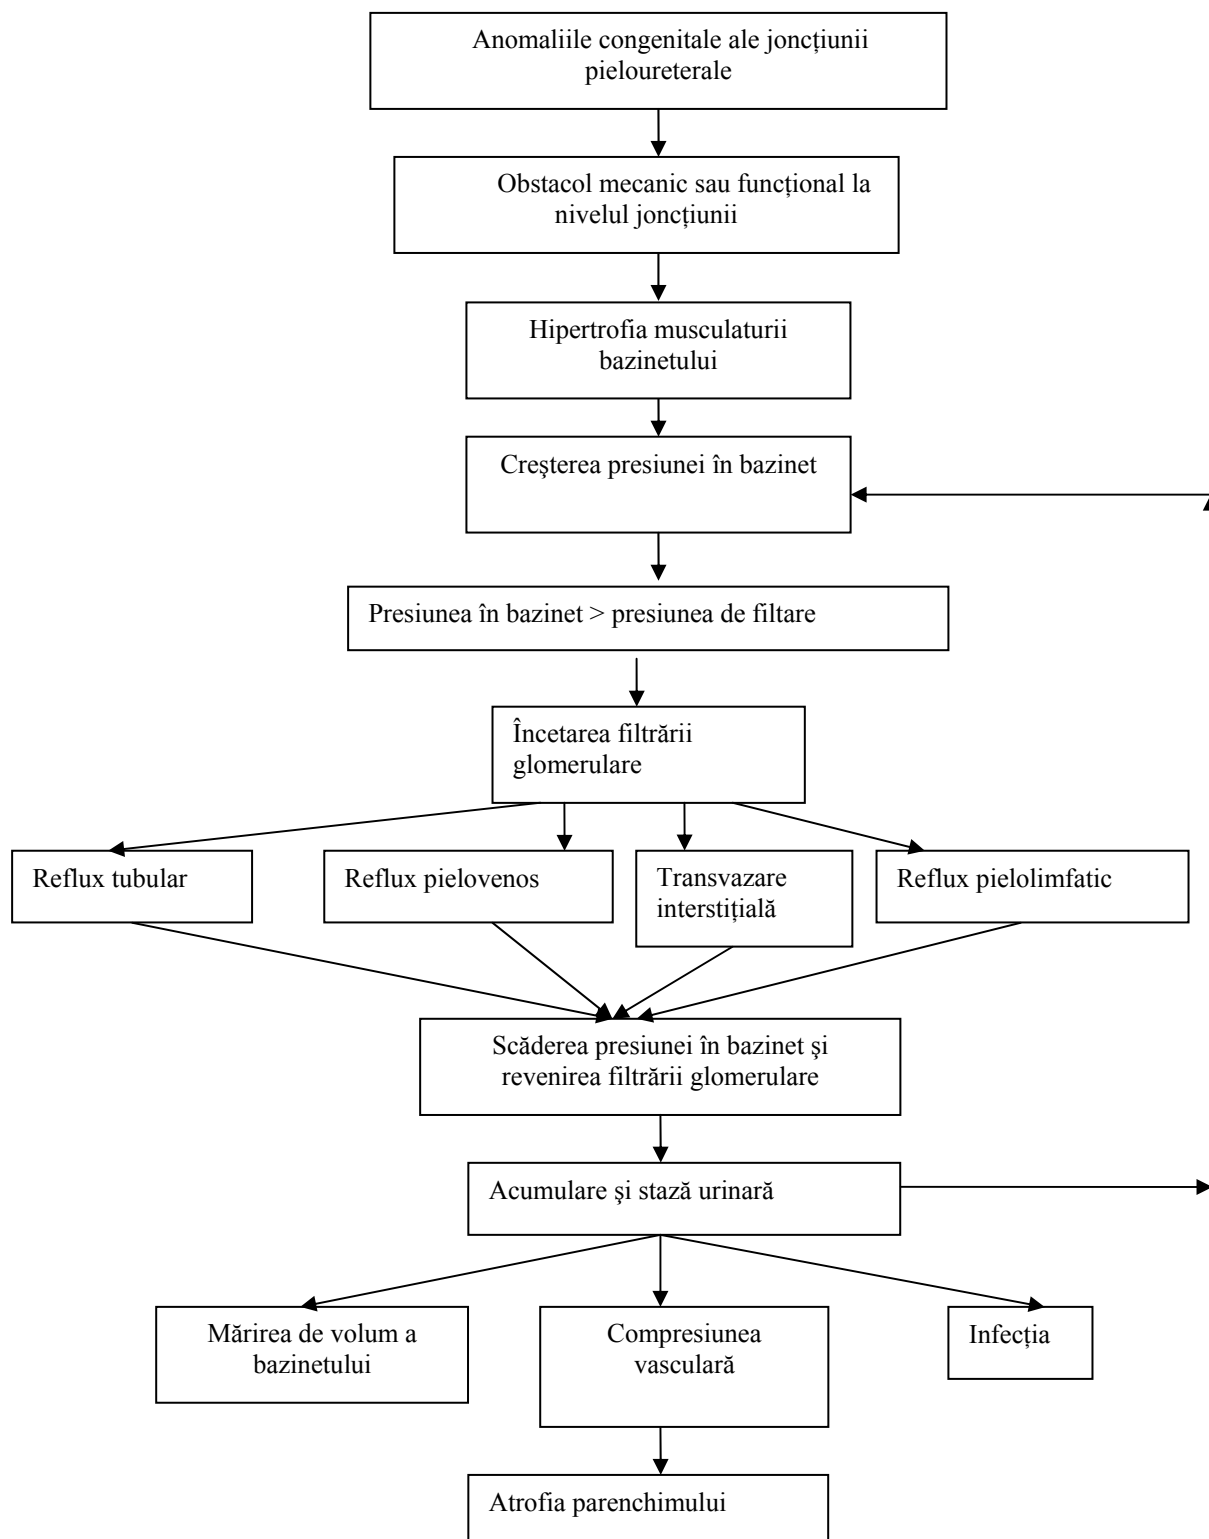 Anomaliile congenitale ale joncțiunii
pieloureterale
Obstacol mecanic sau funcțional la
nivelul joncțiunii
Hipertrofia musculaturii
bazinetului
Creşterea presiunei în bazinet
Presiunea în bazinet > presiunea de filtare
Încetarea filtrării
glomerulare
Reflux tubular
Reflux pielovenos
Transvazare
interstițială
Reflux pielolimfatic
Scăderea presiunei în bazinet şi
revenirea filtrării glomerulare
Acumulare şi stază urinară
Mărirea de volum a
bazinetului
Compresiunea
vasculară
Infecția
Atrofia parenchimului